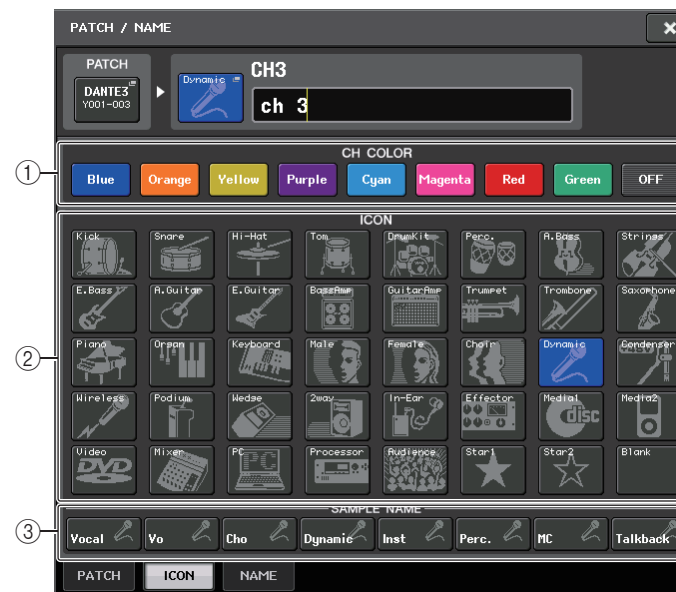 PATCH / NAME
PATCH
DANTE3
Y001-003
Dynamic
CH3
ch 3
① CH COLOR
Blue Orange Yellow Purple Cyan Magenta Red Green OFF
② ICON
Kick Snare Hi-Hat Tom DrumKit Perc. A.Bass Strings
E.Bass A.Guitar E.Guitar BassAmp GuitarAmp Trumpet Trombone Saxophone
Piano Organ Keyboard Male Female Choir Dynamic Condenser
Wireless Podium Wedge 2way In-Ear Effector Media1 Media2
disc
Video Mixer PC Processor Audience Star1 Star2 Blank
DVD PC
③ SAMPLE NAME
Vocal Vo Cho Dynamic Inst Perc. MC Talkback
PATCH ICON NAME